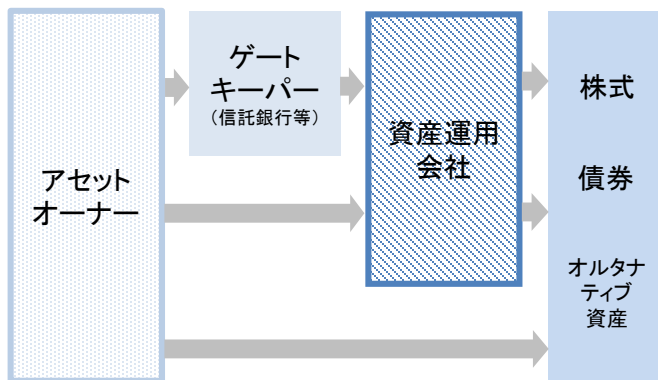 アセット
オーナー
ゲート
キーパー
（信託銀行等）
資産運用
会社
株式
債券
オルタナ
ティブ
資産